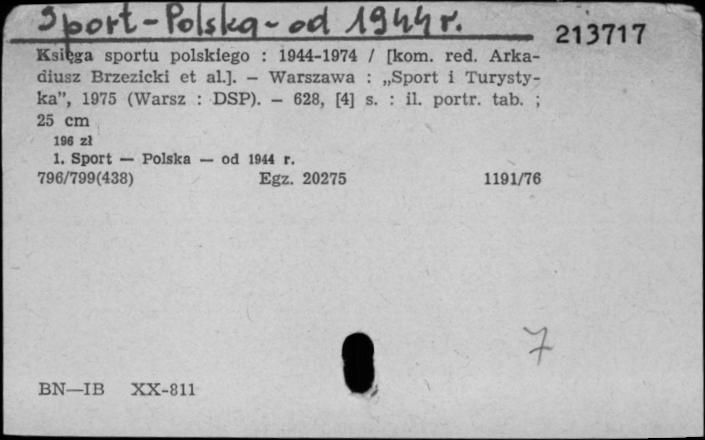 Sport-Polska-od 1944r.
213717
Księga sportu polskiego : 1944-1974 / [kom. red. Arka-
diusz Brzezicki et al.]. – Warszawa : „Sport i Turysty-
ka”, 1975 (Warsz : DSP). – 628, [4] s. : il. portr. tab. ;
25 cm
196 zł
1. Sport — Polska — od 1944 r.
796/799(438) Egz. 20275 1191/76
7
BN—IB XX-811